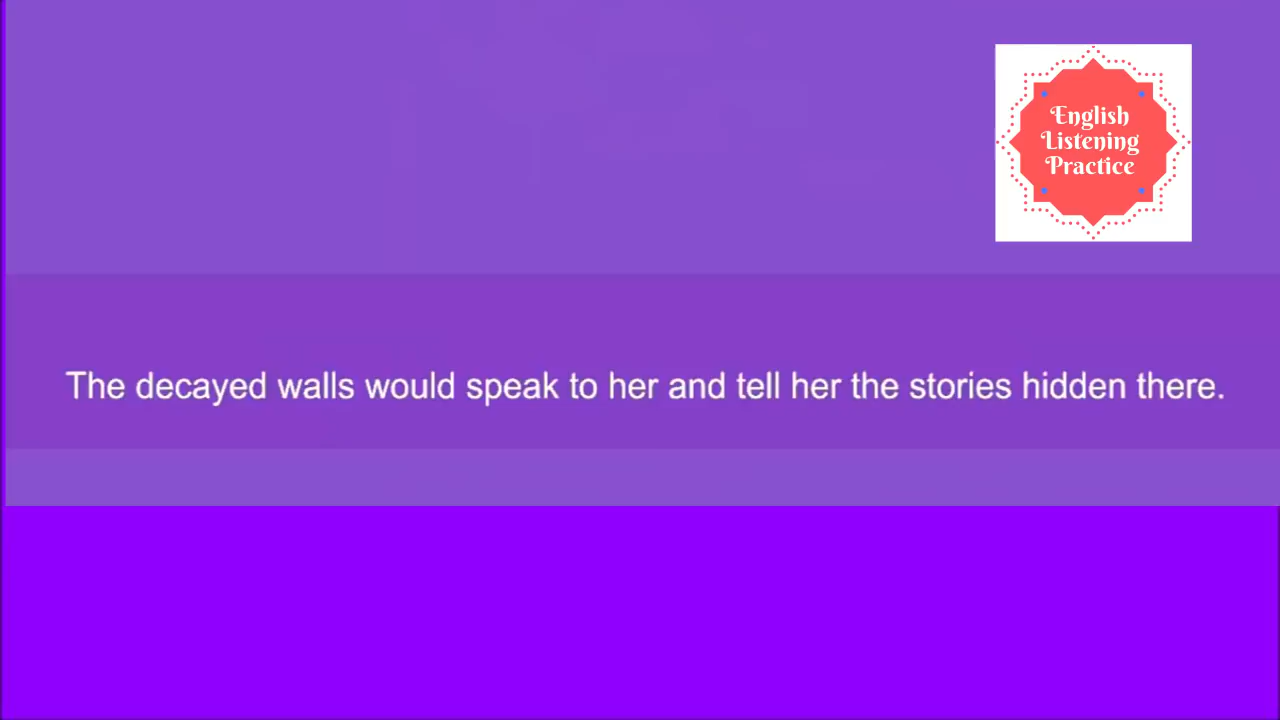 English
Listening
Practice
The decayed walls would speak to her and tell her the stories hidden there.